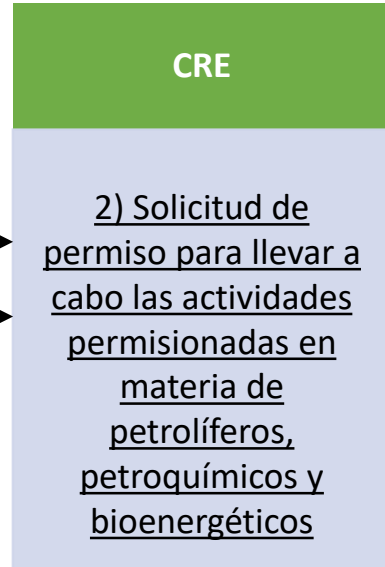 CRE
2) Solicitud de
permiso para llevar a
cabo las actividades
permisionadas en
materia de
petrolíferos,
petroquímicos y
bioenergéticos